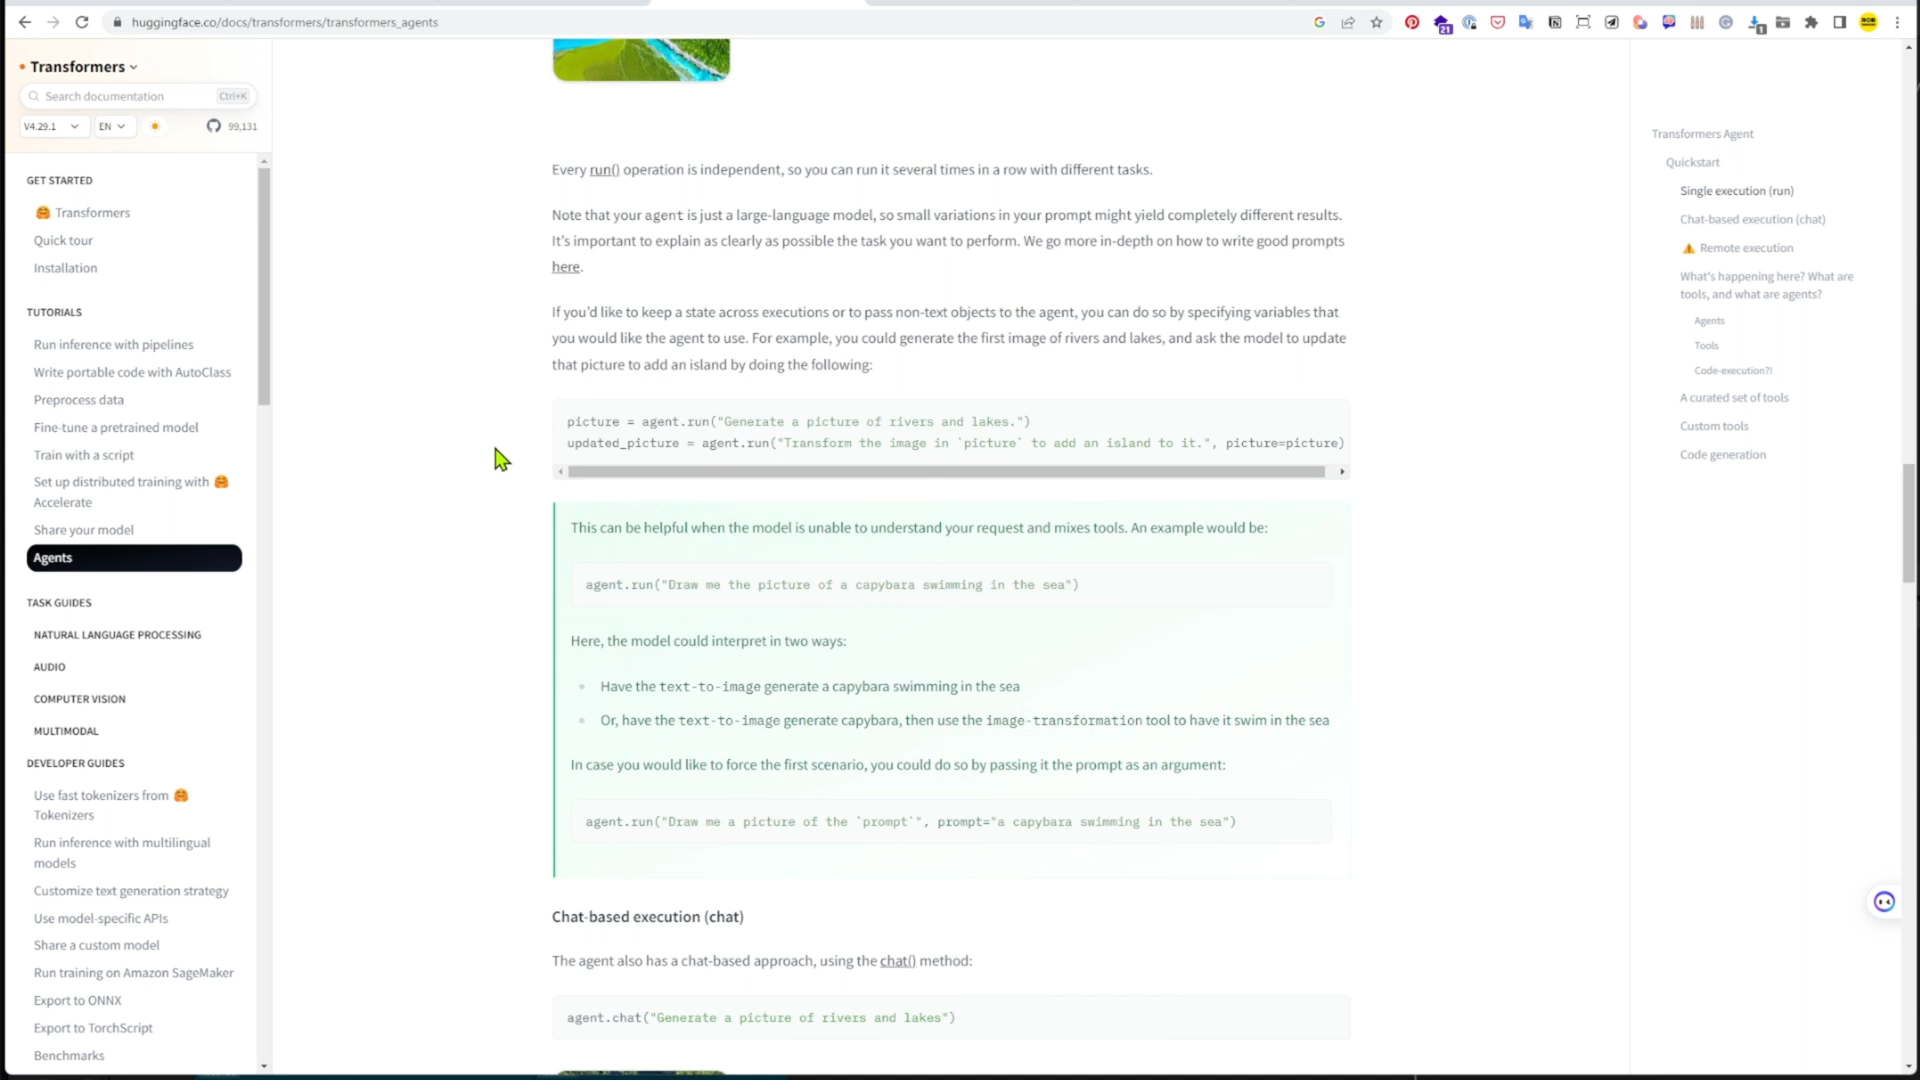 huggingface.co/docs/transformers/transformers_agents
21
1
Transformers
Search documentation
Ctrl+K
V4.29.1
EN
99,131
GET STARTED
🤗 Transformers
Quick tour
Installation
TUTORIALS
Run inference with pipelines
Write portable code with AutoClass
Preprocess data
Fine-tune a pretrained model
Train with a script
Set up distributed training with 🤗
Accelerate
Share your model
Agents
TASK GUIDES
NATURAL LANGUAGE PROCESSING
AUDIO
COMPUTER VISION
MULTIMODAL
DEVELOPER GUIDES
Use fast tokenizers from 🤗
Tokenizers
Run inference with multilingual
models
Customize text generation strategy
Use model-specific APIs
Share a custom model
Run training on Amazon SageMaker
Export to ONNX
Export to TorchScript
Benchmarks
Every run() operation is independent, so you can run it several times in a row with different tasks.
Note that your agent is just a large-language model, so small variations in your prompt might yield completely different results.
It's important to explain as clearly as possible the task you want to perform. We go more in-depth on how to write good prompts
here.
If you'd like to keep a state across executions or to pass non-text objects to the agent, you can do so by specifying variables that
you would like the agent to use. For example, you could generate the first image of rivers and lakes, and ask the model to update
that picture to add an island by doing the following:
picture = agent.run("Generate a picture of rivers and lakes.")
updated_picture = agent.run("Transform the image in `picture` to add an island to it.", picture=picture)
This can be helpful when the model is unable to understand your request and mixes tools. An example would be:
agent.run("Draw me the picture of a capybara swimming in the sea")
Here, the model could interpret in two ways:
• Have the text-to-image generate a capybara swimming in the sea
• Or, have the text-to-image generate capybara, then use the image-transformation tool to have it swim in the sea
In case you would like to force the first scenario, you could do so by passing it the prompt as an argument:
agent.run("Draw me a picture of the `prompt`", prompt="a capybara swimming in the sea")
Chat-based execution (chat)
The agent also has a chat-based approach, using the chat() method:
agent.chat("Generate a picture of rivers and lakes")
Transformers Agent
Quickstart
Single execution (run)
Chat-based execution (chat)
⚠️ Remote execution
What's happening here? What are
tools, and what are agents?
Agents
Tools
Code-execution?!
A curated set of tools
Custom tools
Code generation